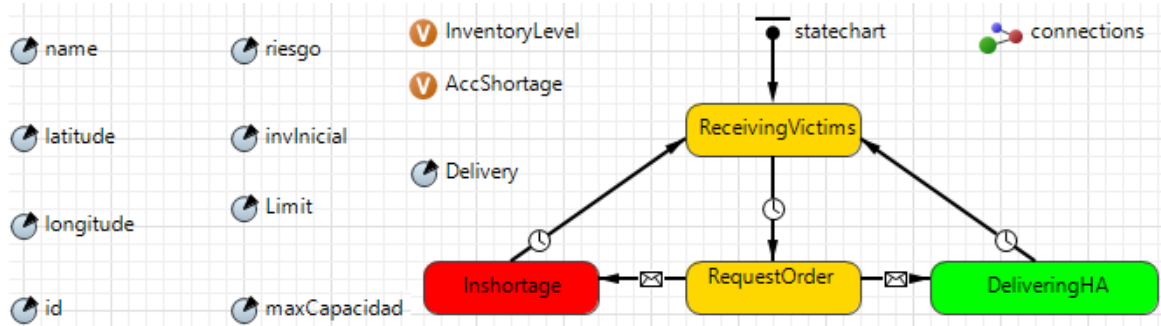 name
riesgo
InventoryLevel
statechart
connections
AccShortage
latitude
invInicial
ReceivingVictims
Delivery
longitude
Limit
Inshortage
RequestOrder
DeliveringHA
id
maxCapacidad